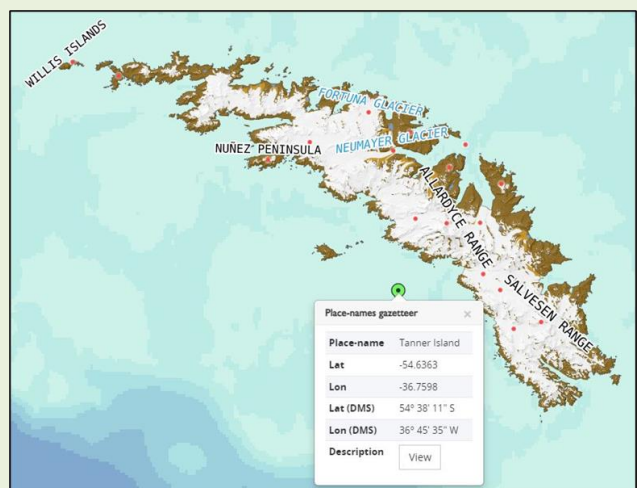 WILLIS ISLANDS
FORTUNA GLACIER
NUÑEZ PENINSULA
NEUMAYER GLACIER
ALLARDYCE RANGE
SALVESEN RANGE
Place-names gazetteer ×
Place-name Tanner Island
Lat -54.6363
Lon -36.7598
Lat (DMS) 54° 38' 11" S
Lon (DMS) 36° 45' 35" W
Description View